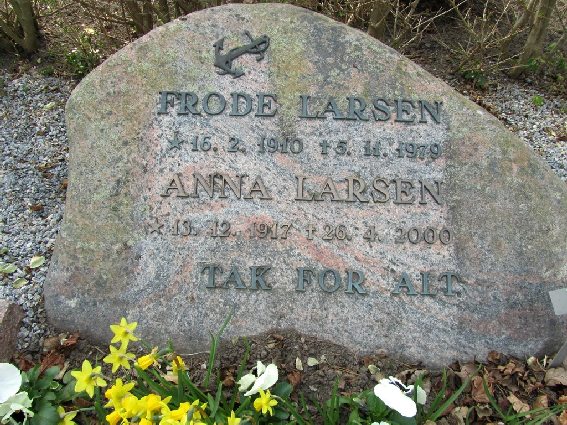 FRODE LARSEN
★16. 2. 1910 ✝5. 11. 1979
ANNA LARSEN
★13. 12. 1917 ✝26. 4. 2000
TAK FOR ALT